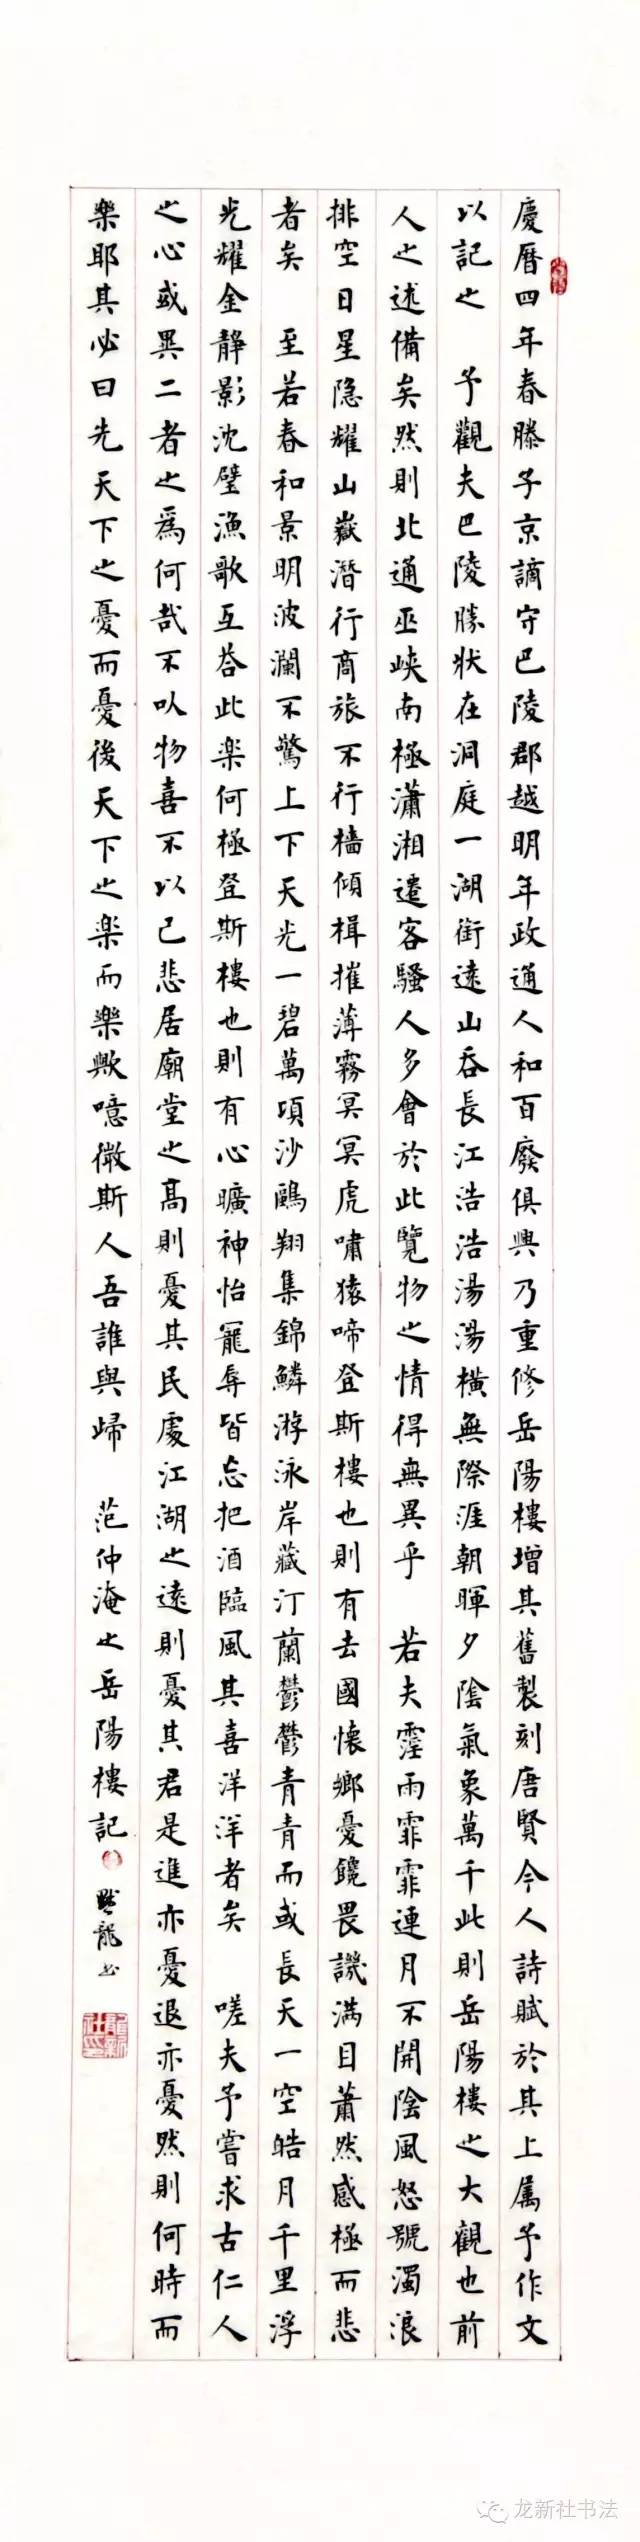 慶曆四年春滕子京謫守巴陵郡越明年政通人和百廢俱興乃重修岳陽樓增其舊製刻唐賢今人詩賦於其上屬予作文
以記之 予觀夫巴陵勝狀在洞庭一湖銜遠山吞長江浩浩湯湯橫無際涯朝暉夕陰氣象萬千此則岳陽樓之大觀也前
人之述備矣然則北通巫峽南極瀟湘遷客騷人多會於此覽物之情得無異乎 若夫霪雨霏霏連月不開陰風怒號濁浪
排空日星隱耀山嶽潛行商旅不行檣傾楫摧薄霧冥冥虎嘯猿啼登斯樓也則有去國懷鄉憂饞畏譏滿目蕭然感極而悲
者矣 至若春和景明波瀾不驚上下天光一碧萬頃沙鷗翔集錦鱗游泳岸藏汀蘭鬱鬱青青而或長天一空皓月千里浮
光耀金靜影沈璧漁歌互答此楽何極登斯樓也則有心曠神怡寵辱皆忘把酒臨風其喜洋洋者矣 嗟夫予嘗求古仁人
之心或異二者之為何哉不以物喜不以己悲居廟堂之高則憂其民處江湖之遠則憂其君是進亦憂退亦憂然則何時而
樂耶其必曰先天下之憂而憂後天下之楽而樂歟噫微斯人吾誰與歸 范仲淹之岳陽樓記
默龍書
龍新社印
龙新社书法